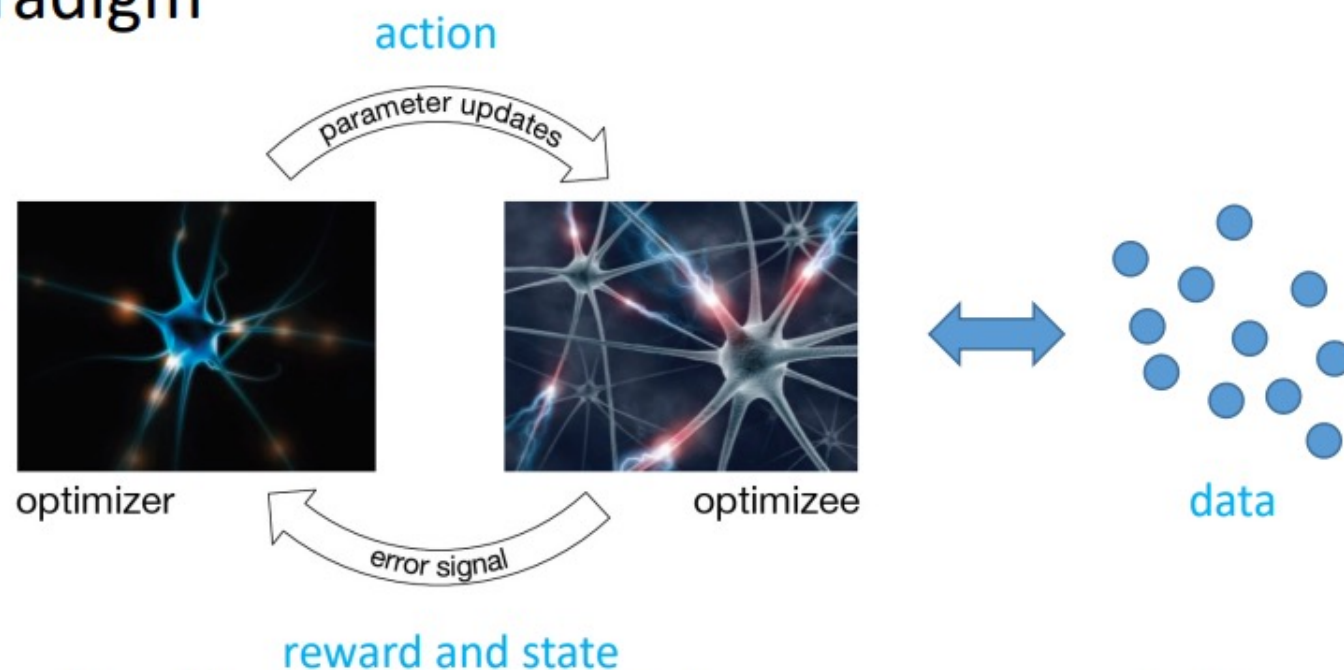 action
parameter updates
optimizer
optimizee
error signal
data
reward and state